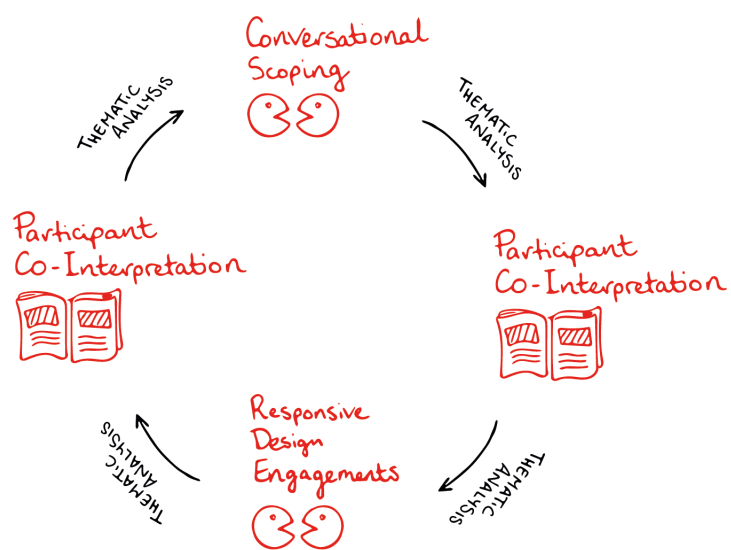 Conversational
Scoping
THEMATIC
ANALYSIS
THEMATIC
ANALYSIS
Participant
Co-Interpretation
Participant
Co-Interpretation
Responsive
Design
Engagements
THEMATIC
ANALYSIS
THEMATIC
ANALYSIS